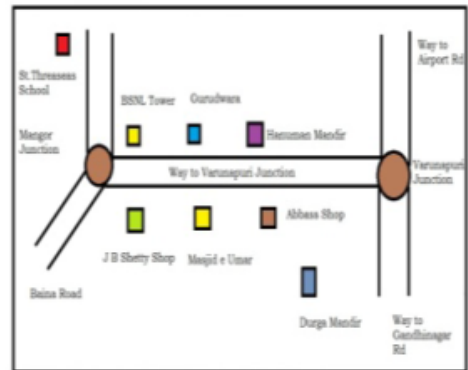 Way to
Airport Rd
St.Threaseas
School
BSNL Tower
Gurudwara
Mangor
Junction
Hanuman Mandir
Way to Varunapuri Junction
Varunapuri
Junction
Abbass Shop
J B Shetty Shop
Masjid e Umar
Baina Road
Durga Mandir
Way to
Gandhinagar
Rd